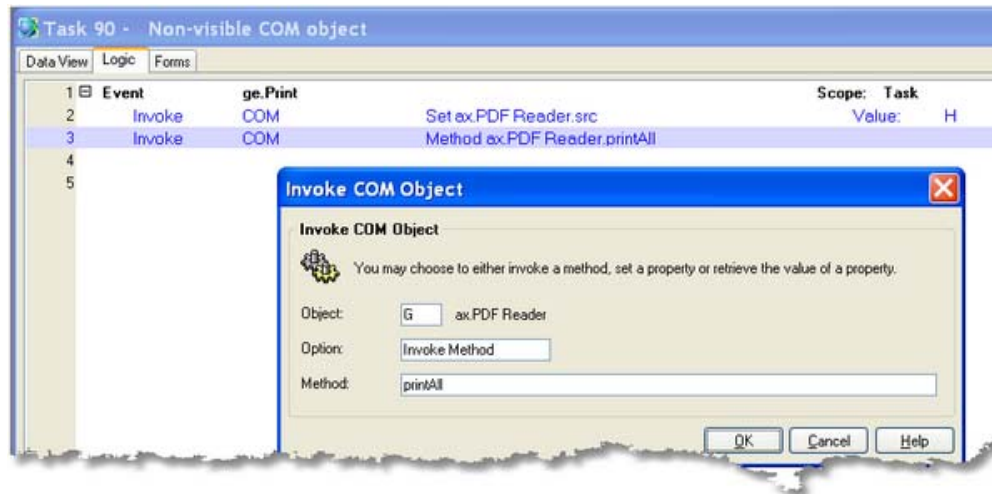 Task 90 - Non-visible COM object
Data View Logic Forms
1 Event ge.Print Scope: Task
2 Invoke COM Set ax.PDF Reader.src Value: H
3 Invoke COM Method ax.PDF Reader.printAll
4
5
Invoke COM Object
Invoke COM Object
You may choose to either invoke a method, set a property or retrieve the value of a property.
Object: G ax.PDF Reader
Option: Invoke Method
Method: printAll
OK Cancel Help